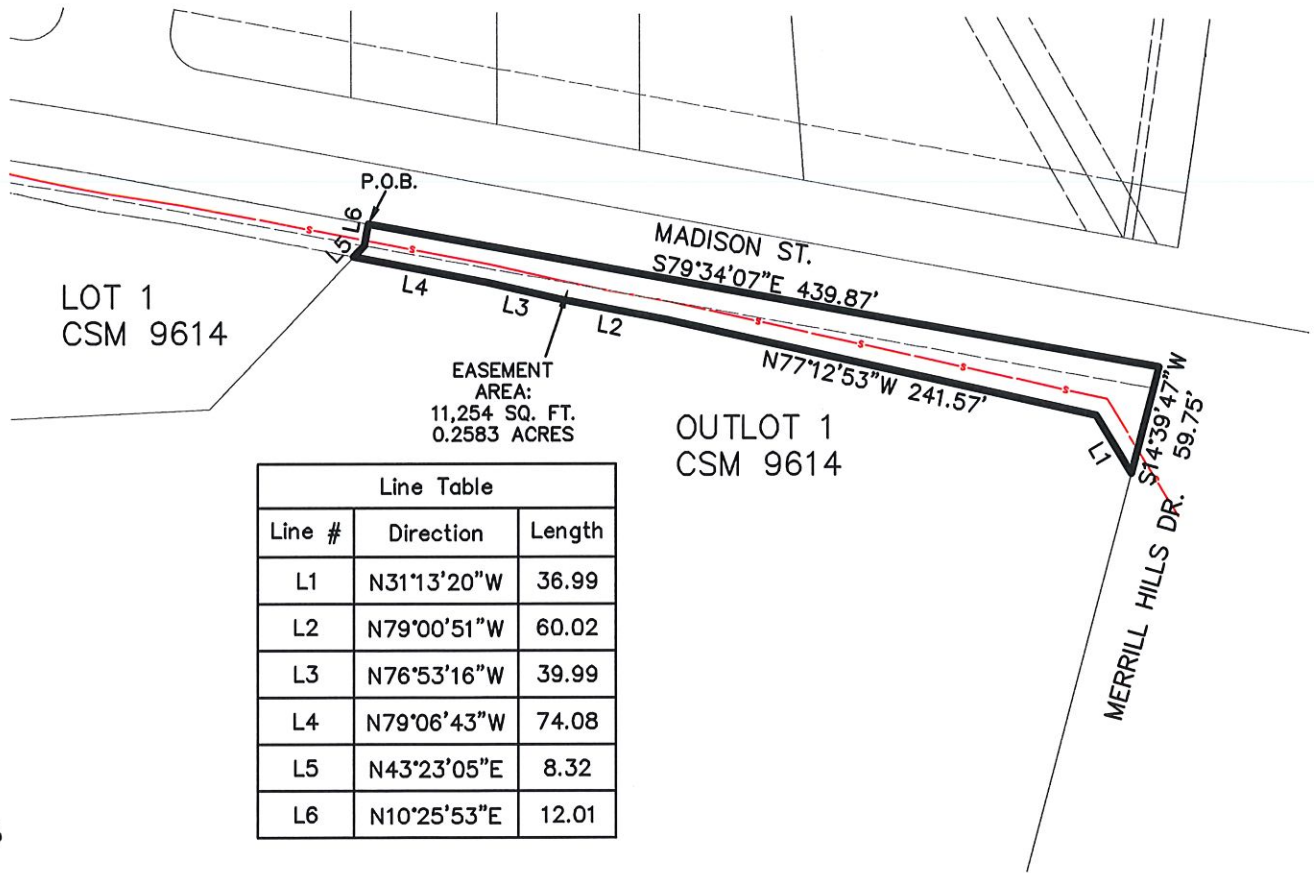 P.O.B.
L6
L5
MADISON ST.
S79°34'07"E 439.87'
LOT 1
CSM 9614
L4
L3
L2
S
S
S
S
S
S
S
N77°12'53"W 241.57'
EASEMENT
AREA:
11,254 SQ. FT.
0.2583 ACRES
OUTLOT 1
CSM 9614
L1
S14°39'47"W
59.75'
MERRILL HILLS DR.
Line Table
Line # Direction Length
L1 N31°13'20"W 36.99
L2 N79°00'51"W 60.02
L3 N76°53'16"W 39.99
L4 N79°06'43"W 74.08
L5 N43°23'05"E 8.32
L6 N10°25'53"E 12.01